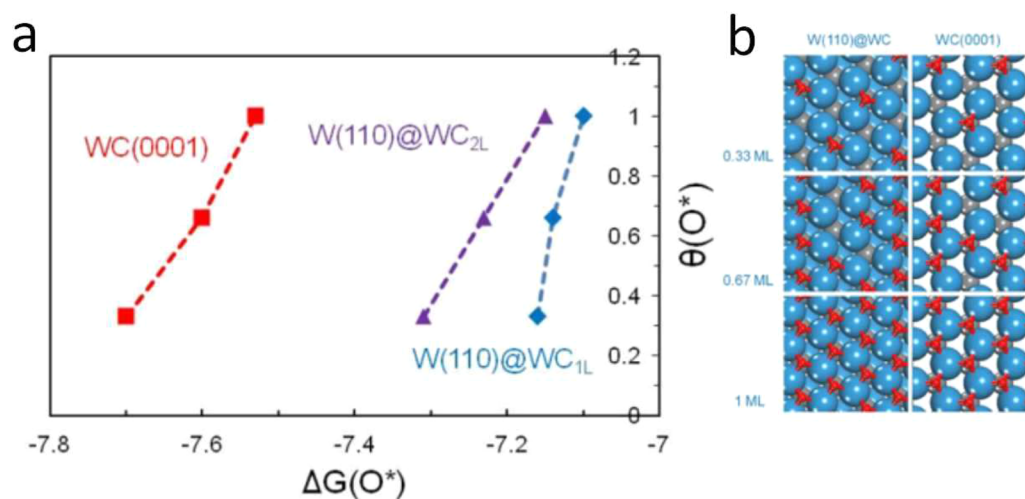 a
WC(0001)
W(110)@WC2L
W(110)@WC1L
1.2
1
0.8
0.6
0.4
0.2
0
θ(O*)
-7.8
-7.6
-7.4
-7.2
-7
ΔG(O*)
b
W(110)@WC
WC(0001)
0.33 ML
0.67 ML
1 ML